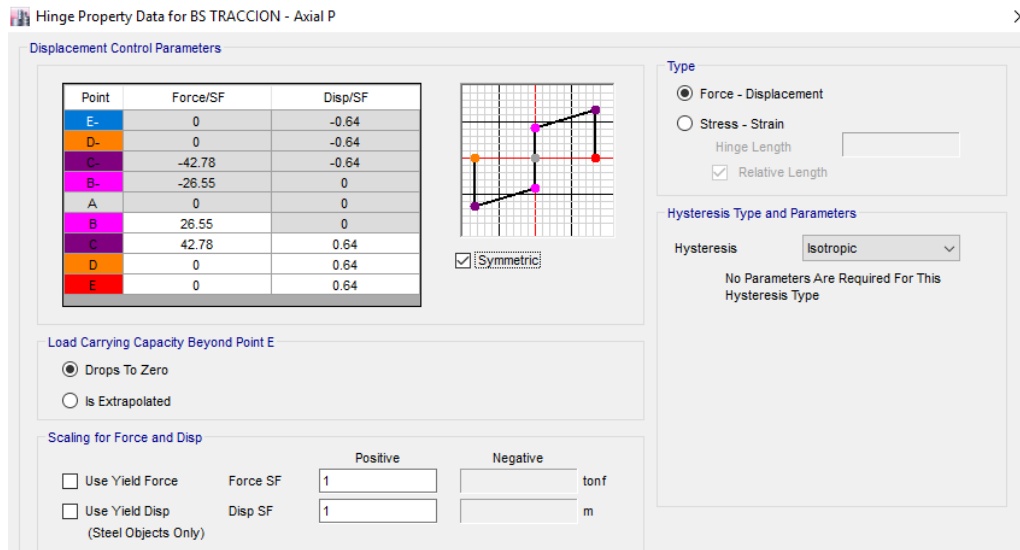 Hinge Property Data for BS TRACCION - Axial P
Displacement Control Parameters
Point Force/SF Disp/SF
E- 0 -0.64
D- 0 -0.64
C- -42.78 -0.64
B- -26.55 0
A 0 0
B 26.55 0
C 42.78 0.64
D 0 0.64
E 0 0.64
Symmetric
Type
Force - Displacement
Stress - Strain
Hinge Length
Relative Length
Hysteresis Type and Parameters
Hysteresis Isotropic
No Parameters Are Required For This
Hysteresis Type
Load Carrying Capacity Beyond Point E
Drops To Zero
Is Extrapolated
Scaling for Force and Disp
Positive Negative
Use Yield Force Force SF 1 tonf
Use Yield Disp Disp SF 1 m
(Steel Objects Only)